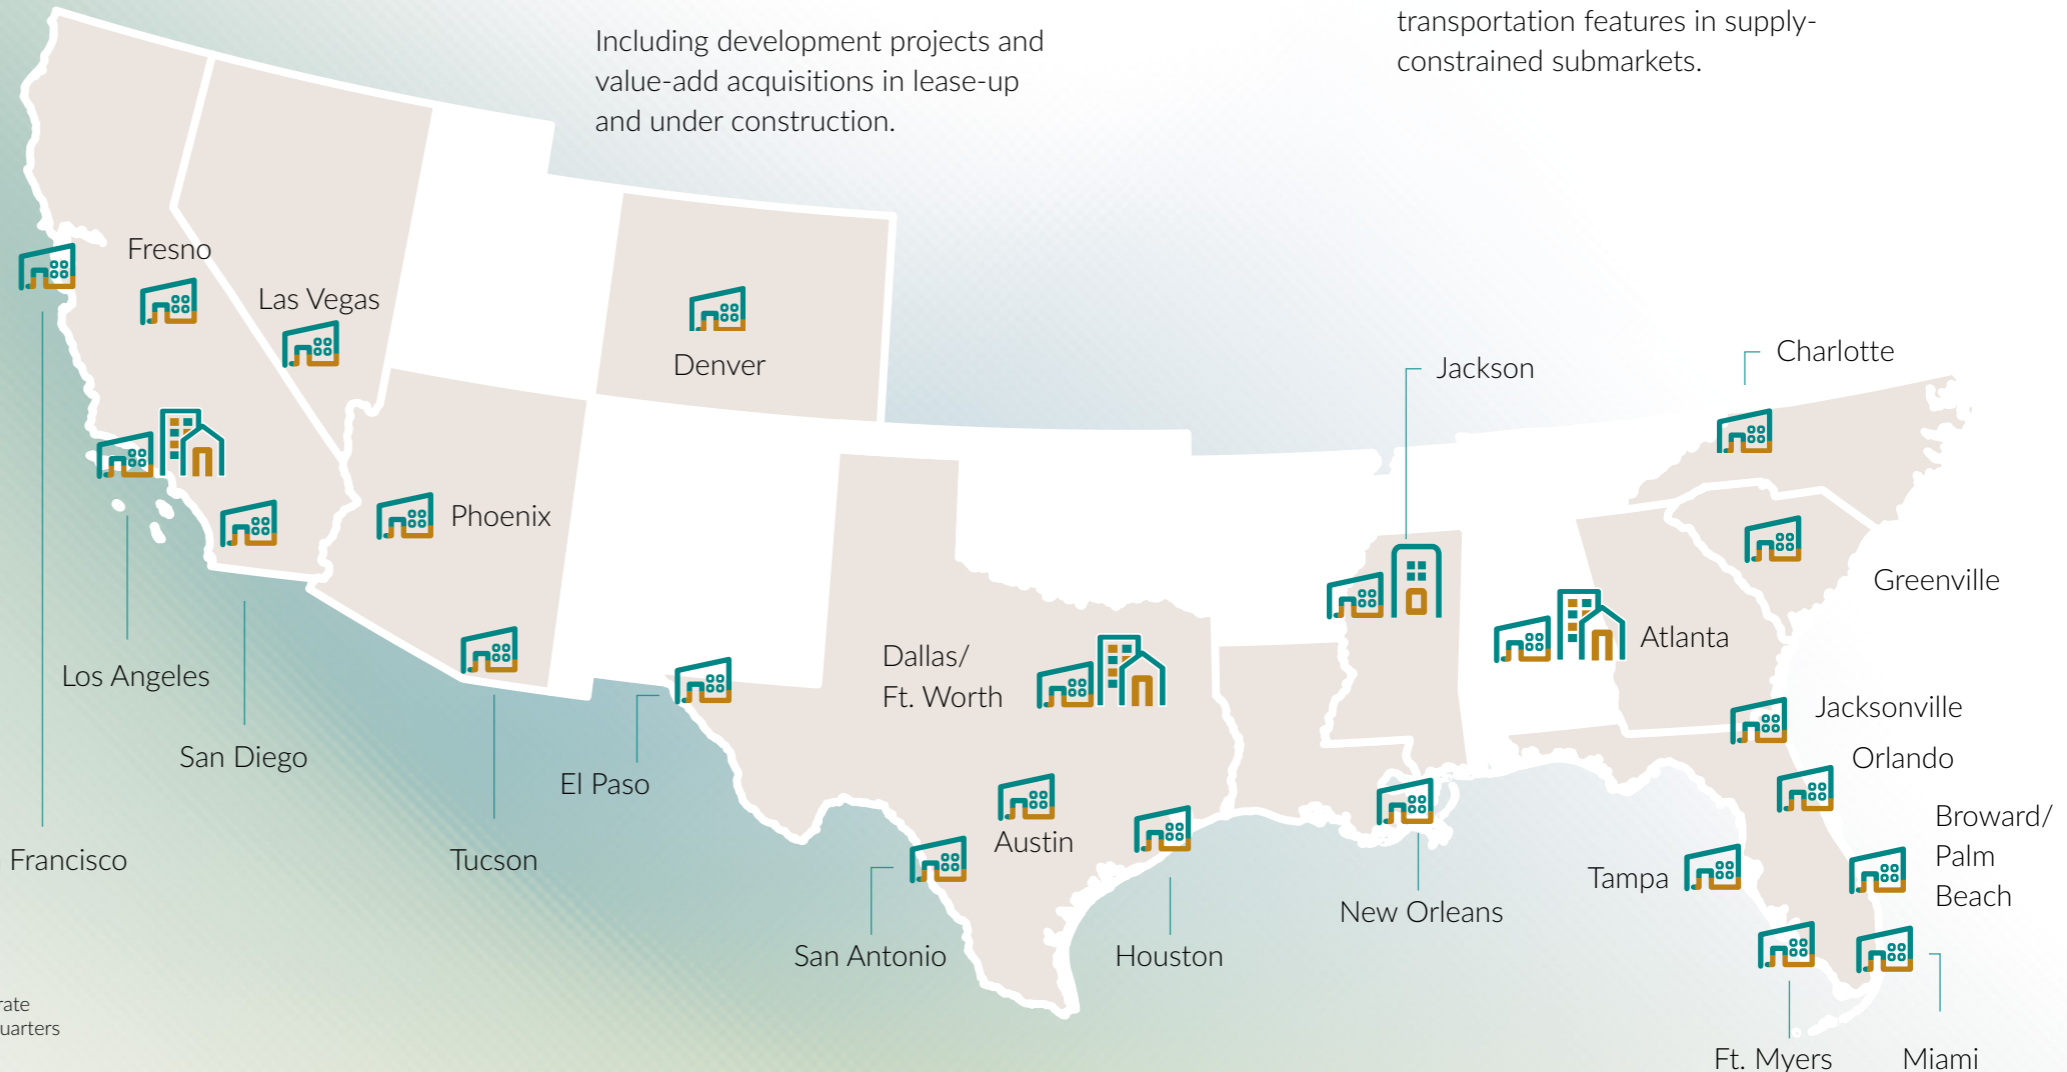 Including development projects and
value-add acquisitions in lease-up
and under construction.
transportation features in supply-
constrained submarkets.
Fresno
Las Vegas
Denver
Jackson
Charlotte
Phoenix
Greenville
Los Angeles
Dallas/
Ft. Worth
Atlanta
San Diego
Jacksonville
Orlando
El Paso
Broward/
Palm
Beach
Francisco
Tucson
Austin
Tampa
New Orleans
San Antonio
Houston
rate
uarters
Ft. Myers
Miami